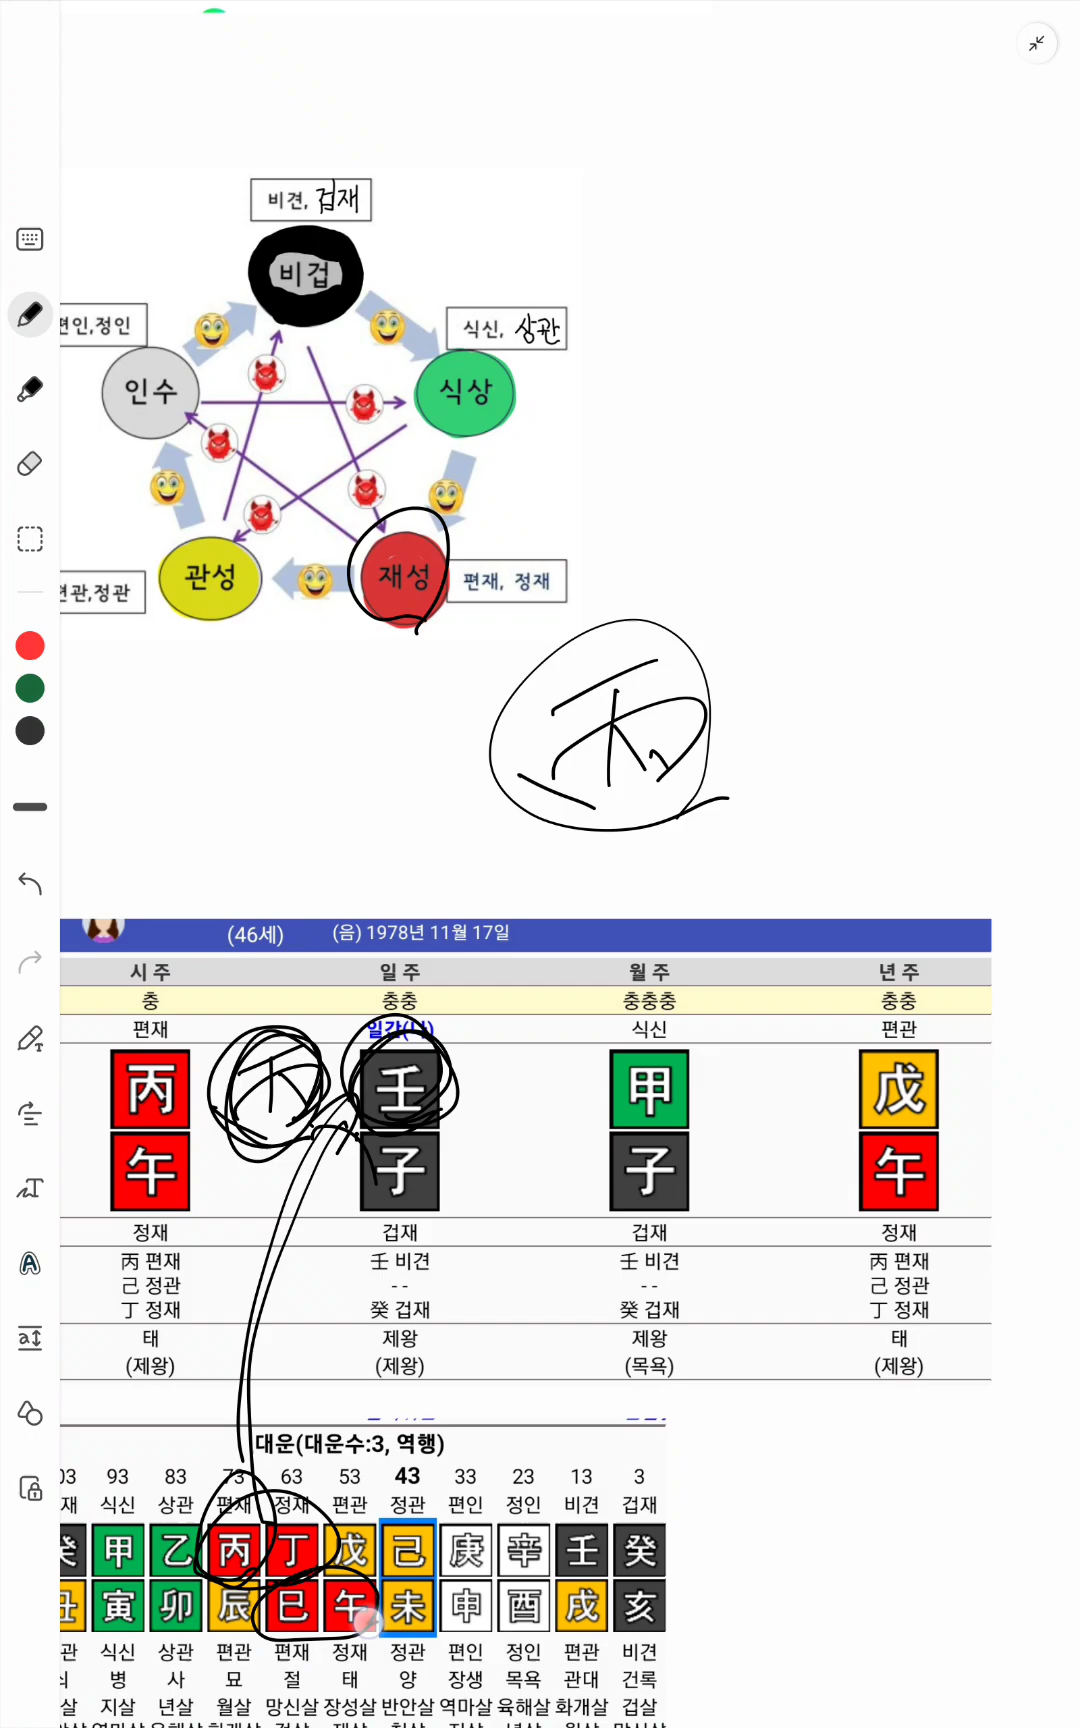 비견, 겁재
비겁
편인,정인
식신, 상관
인수
식상
관성
재성
편관,정관
편재, 정재
(46세) (음) 1978년 11월 17일
시주 일주 월주 년주
충 충충 충충충 충충
편재 일간(나) 식신 편관
丙 壬 甲 戊
午 子 子 午
정재 겁재 겁재 정재
丙 편재 壬 비견 壬 비견 丙 편재
己 정관 - - - - 己 정관
丁 정재 癸 겁재 癸 겁재 丁 정재
태 제왕 제왕 태
(제왕) (제왕) (목욕) (제왕)
대운(대운수:3, 역행)
03 93 83 73 63 53 43 33 23 13 3
재 식신 상관 편재 정재 편관 정관 편인 정인 비견 겁재
癸 甲 乙 丙 丁 戊 己 庚 辛 壬 癸
丑 寅 卯 辰 巳 午 未 申 酉 戌 亥
관 식신 상관 편관 편재 정재 정관 편인 정인 편관 비견
병 사 묘 절 태 양 장생 목욕 관대 건록
살 지살 년살 월살 망신살 장성살 반안살 역마살 육해살 화개살 겁살